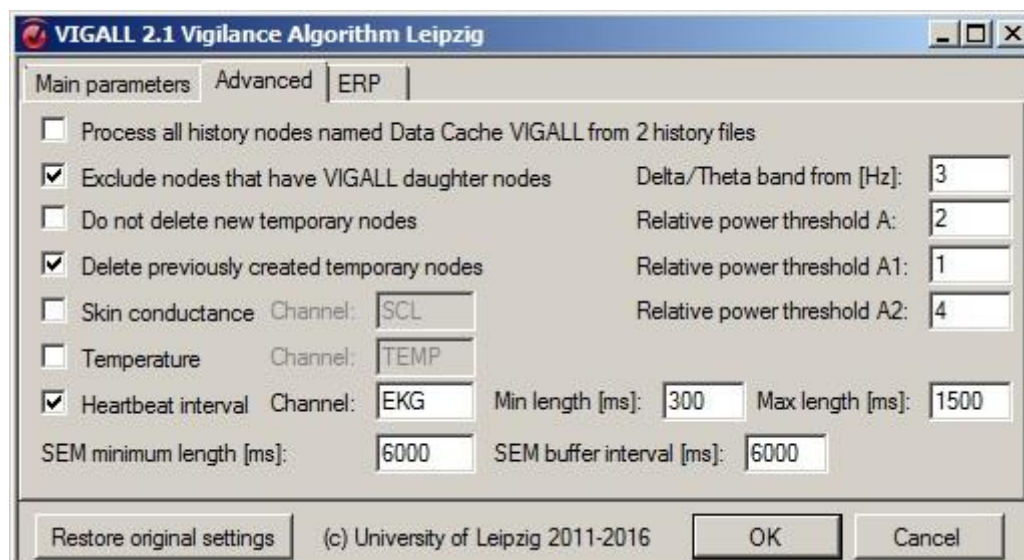 VIGALL 2.1 Vigilance Algorithm Leipzig
Main parameters Advanced ERP
Process all history nodes named Data Cache VIGALL from 2 history files
Exclude nodes that have VIGALL daughter nodes Delta/Theta band from [Hz]: 3
Do not delete new temporary nodes Relative power threshold A: 2
Delete previously created temporary nodes Relative power threshold A1: 1
Skin conductance Channel: SCL Relative power threshold A2: 4
Temperature Channel: TEMP
Heartbeat interval Channel: EKG Min length [ms]: 300 Max length [ms]: 1500
SEM minimum length [ms]: 6000 SEM buffer interval [ms]: 6000
Restore original settings (c) University of Leipzig 2011-2016 OK Cancel